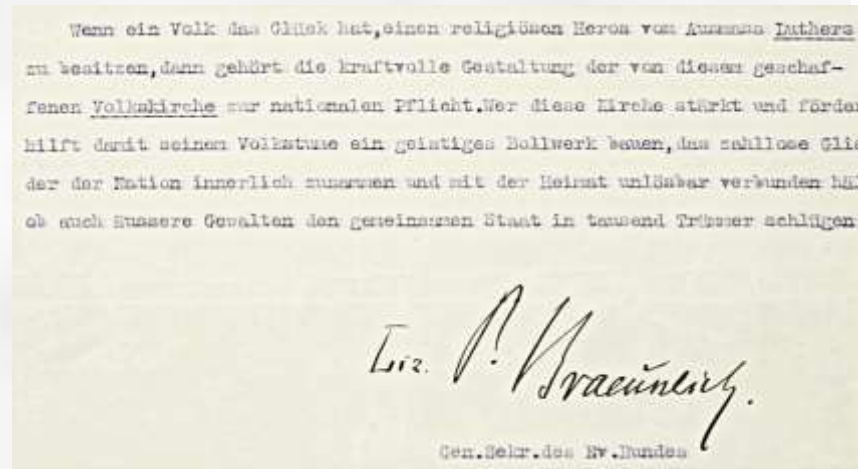 Wenn ein Volk das Glück hat,einen religiösen Heros vom Ausmass Luthers
zu besitzen,dann gehört die kraftvolle Gestaltung der von diesem geschaf-
fenen Volkskirche zur nationalen Pflicht.Wer diese Kirche stärkt und förder
hilft damit seinem Volkstume ein geistiges Bollwerk bauen,das zahllose Glie
der der Nation innerlich zusammen und mit der Heimat unlösbar verbunden häl
ob auch äussere Gewalten den gemeinsamen Staat in tausend Trümmer schlügen
Liz. P. Braeunlich.
Gen.Sekr.des Ev.Bundes